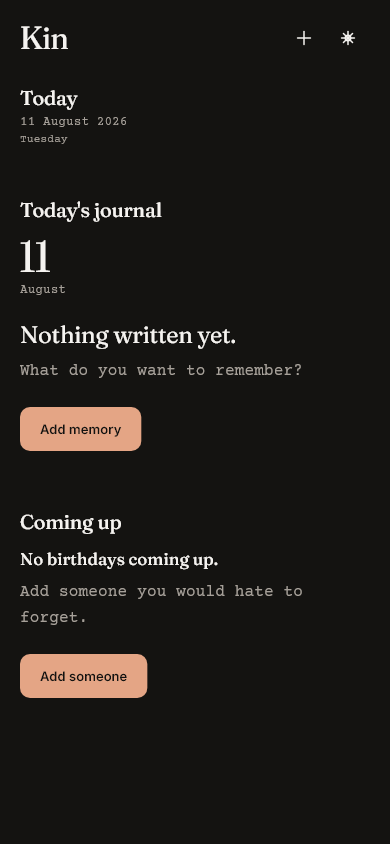 Kin
Today
11 August 2026
Tuesday
Today's journal
11
August
Nothing written yet.
What do you want to remember?
Add memory
Coming up
No birthdays coming up.
Add someone you would hate to
forget.
Add someone